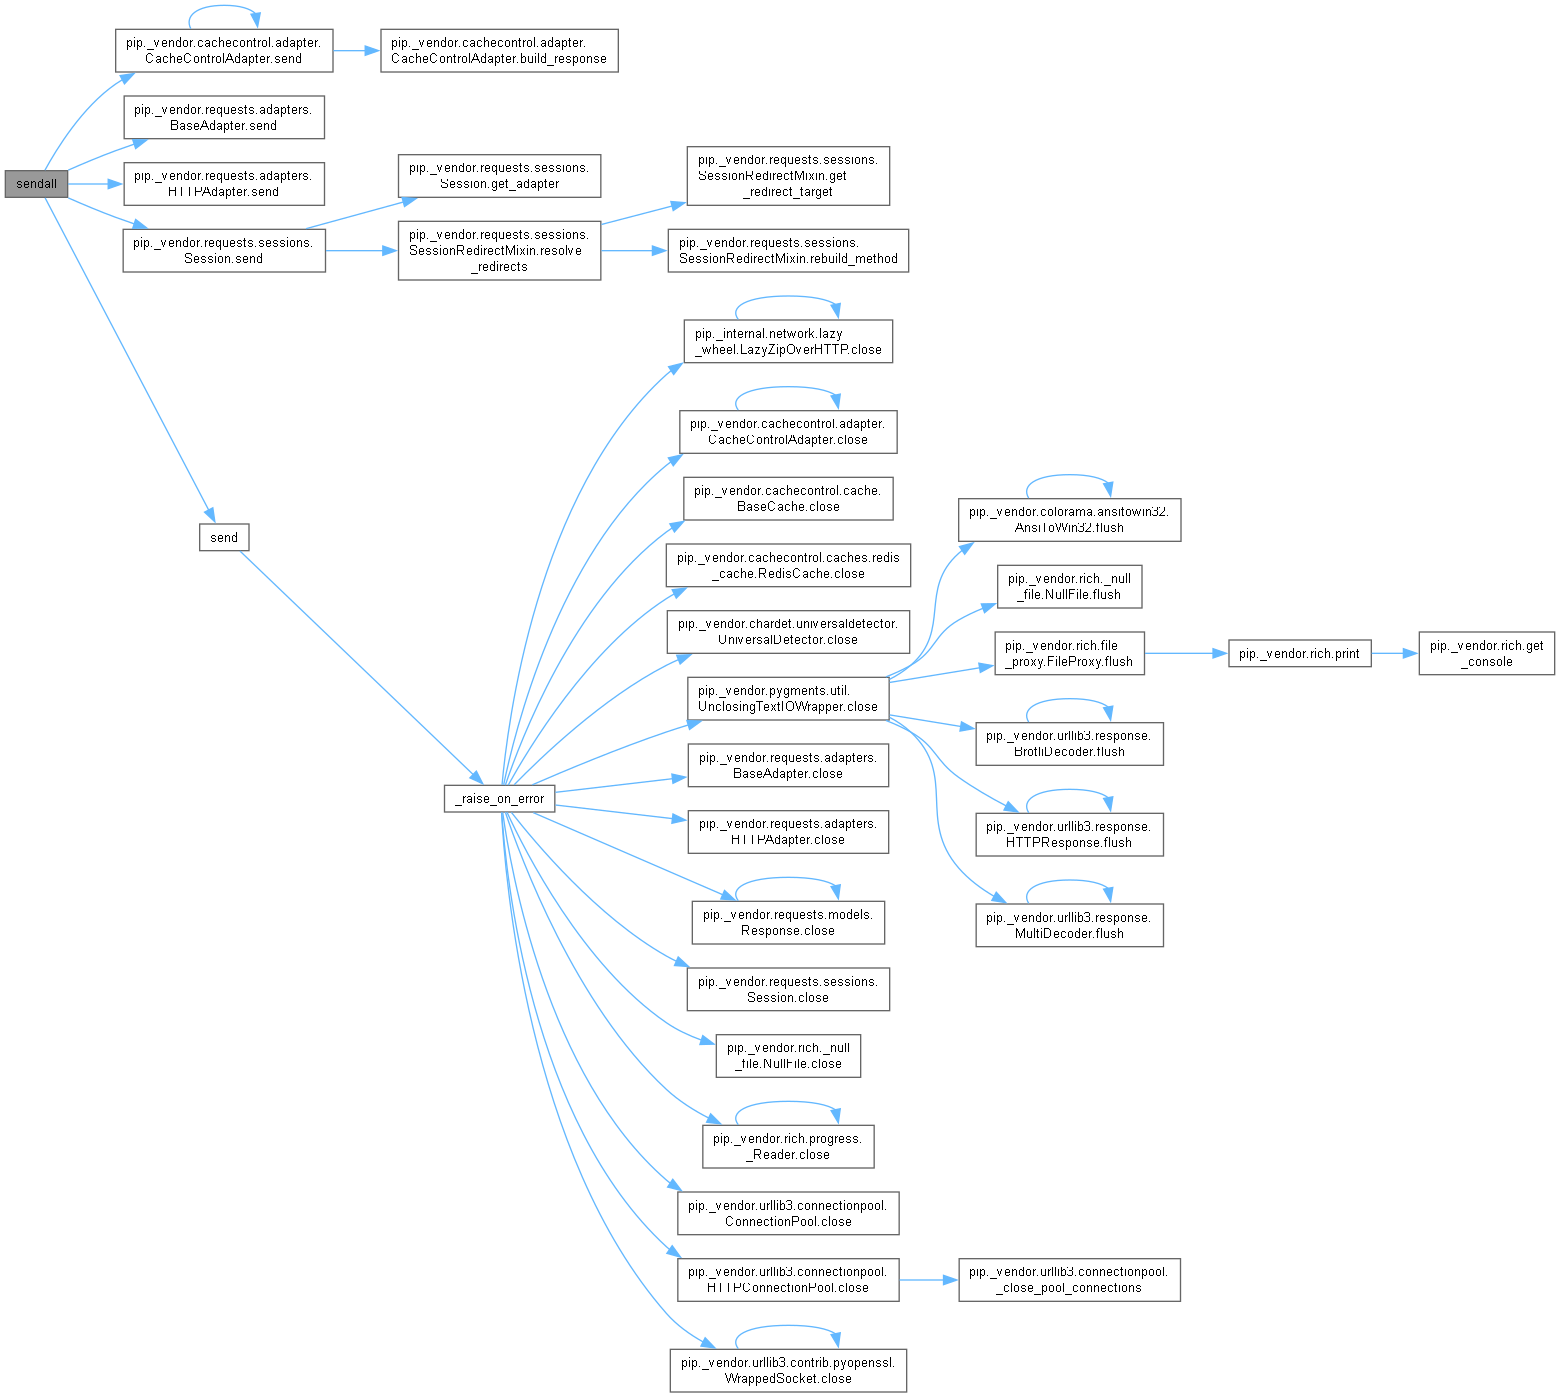 sendall
pip._vendor.cachecontrol.adapter.
CacheControlAdapter.send
pip._vendor.cachecontrol.adapter.
CacheControlAdapter.build_response
pip._vendor.requests.adapters.
BaseAdapter.send
pip._vendor.requests.adapters.
HTTPAdapter.send
pip._vendor.requests.sessions.
Session.send
pip._vendor.requests.sessions.
Session.get_adapter
pip._vendor.requests.sessions.
SessionRedirectMixin.resolve
_redirects
pip._vendor.requests.sessions.
SessionRedirectMixin.get
_redirect_target
pip._vendor.requests.sessions.
SessionRedirectMixin.rebuild_method
send
_raise_on_error
pip._internal.network.lazy
_wheel.LazyZipOverHTTP.close
pip._vendor.cachecontrol.adapter.
CacheControlAdapter.close
pip._vendor.cachecontrol.cache.
BaseCache.close
pip._vendor.cachecontrol.caches.redis
_cache.RedisCache.close
pip._vendor.chardet.universaldetector.
UniversalDetector.close
pip._vendor.pygments.util.
UnclosingTextIOWrapper.close
pip._vendor.requests.adapters.
BaseAdapter.close
pip._vendor.requests.adapters.
HTTPAdapter.close
pip._vendor.requests.models.
Response.close
pip._vendor.requests.sessions.
Session.close
pip._vendor.rich._null
_file.NullFile.close
pip._vendor.rich.progress.
_Reader.close
pip._vendor.urllib3.connectionpool.
ConnectionPool.close
pip._vendor.urllib3.connectionpool.
HTTPConnectionPool.close
pip._vendor.urllib3.contrib.pyopenssl.
WrappedSocket.close
pip._vendor.colorama.ansitowin32.
AnsiToWin32.flush
pip._vendor.rich._null
_file.NullFile.flush
pip._vendor.rich.file
_proxy.FileProxy.flush
pip._vendor.rich.print
pip._vendor.rich.get
_console
pip._vendor.urllib3.response.
BrotliDecoder.flush
pip._vendor.urllib3.response.
HTTPResponse.flush
pip._vendor.urllib3.response.
MultiDecoder.flush
pip._vendor.urllib3.connectionpool.
_close_pool_connections